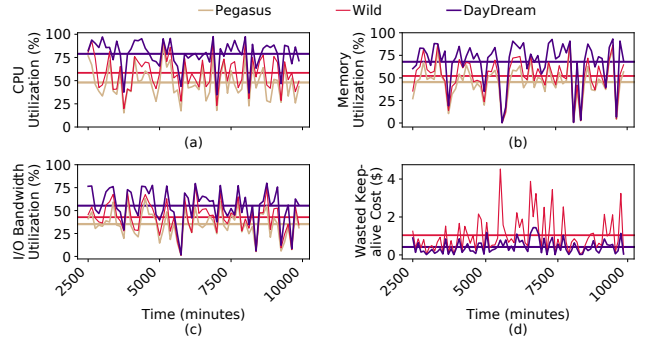 Pegasus Wild DayDream
CPU
Utilization (%)
100
75
50
25
0
(a)
Memory
Utilization (%)
100
75
50
25
0
(b)
I/O Bandwidth
Utilization (%)
75
50
25
0
2500 5000 7500 10000
Time (minutes)
(c)
Wasted Keep-
alive Cost ($)
4
2
0
2500 5000 7500 10000
Time (minutes)
(d)